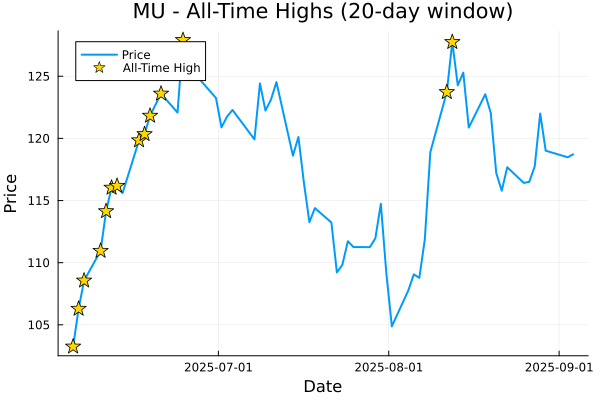 MU - All-Time Highs (20-day window)
Price
All-Time High
125
120
115
110
105
Price
2025-07-01
2025-08-01
2025-09-01
Date